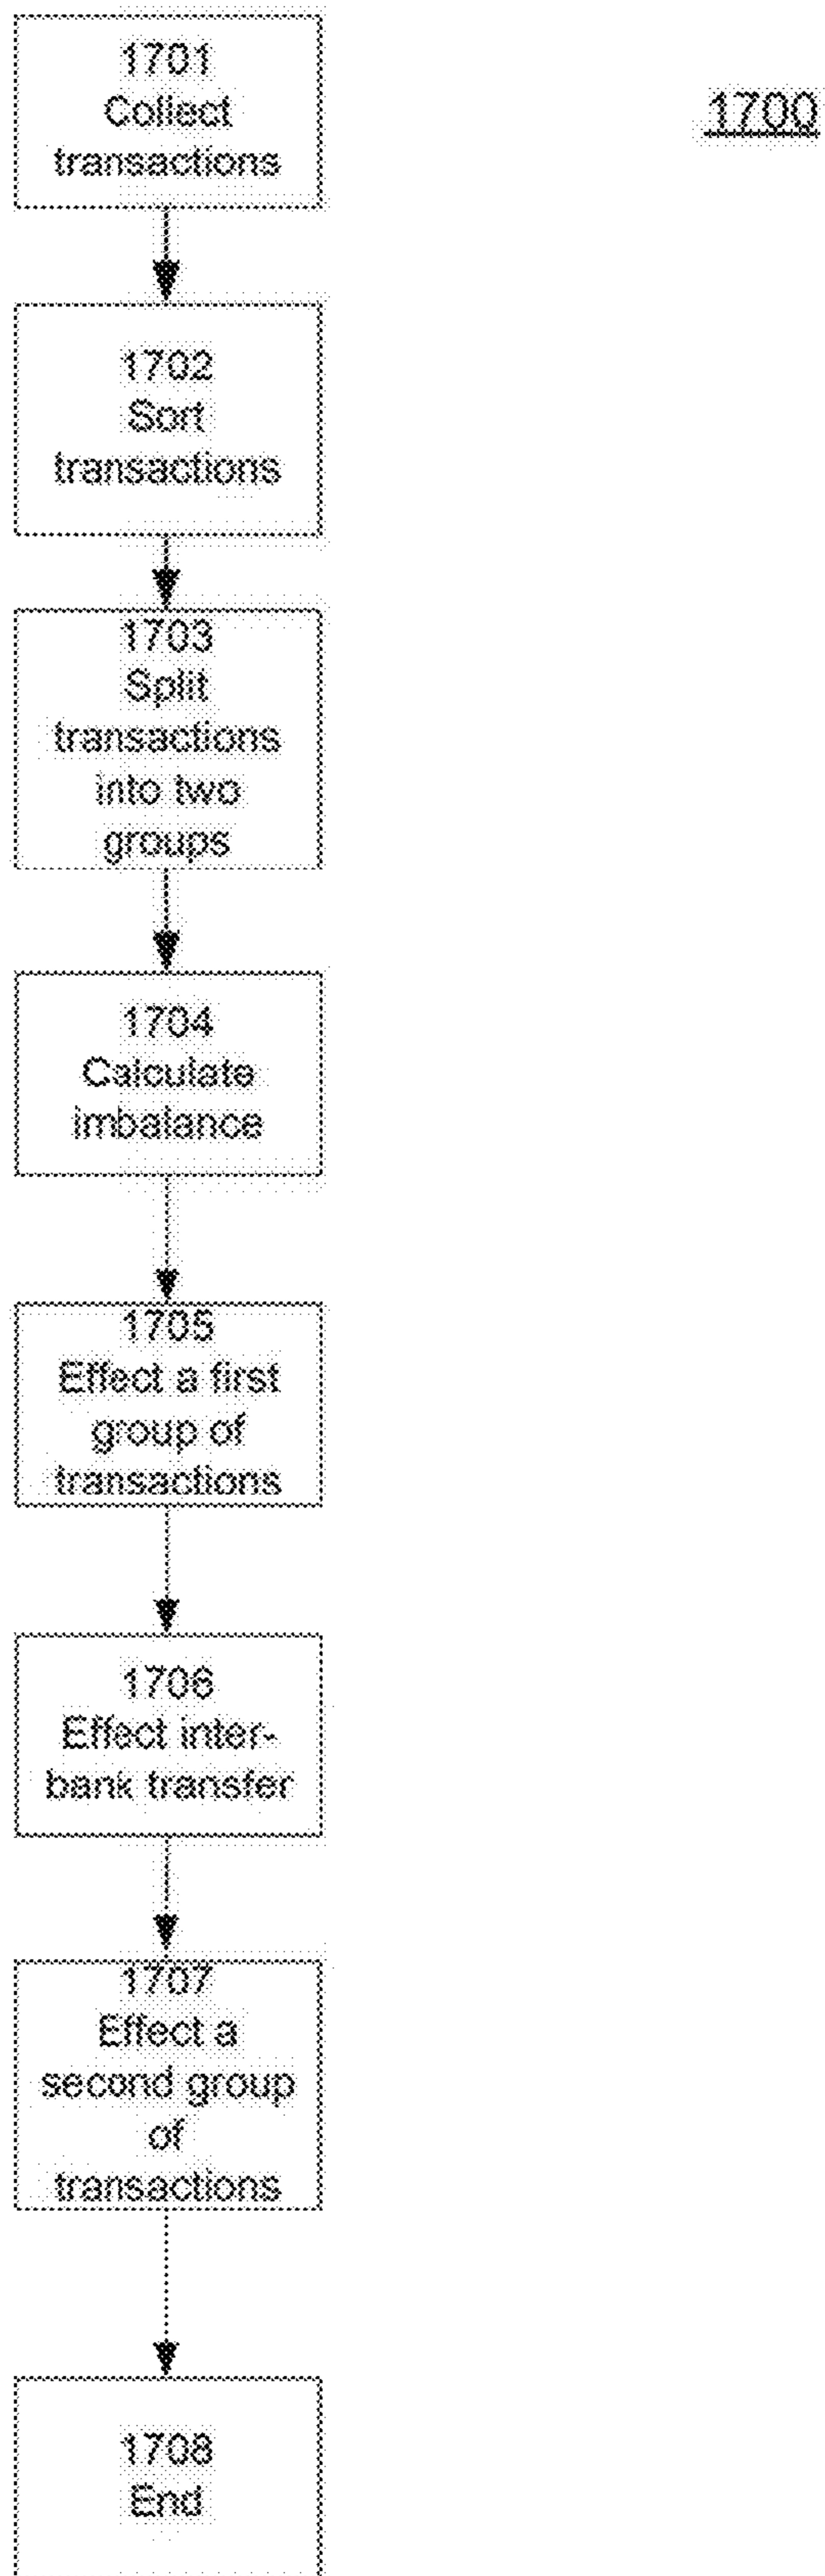 1701
Collect
transactions
1700
1702
Sort
transactions
1703
Split
transactions
into two
groups
1704
Calculate
imbalance
1705
Effect a first
group of
transactions
1706
Effect inter-
bank transfer
1707
Effect a
second group
of
transactions
1708
End